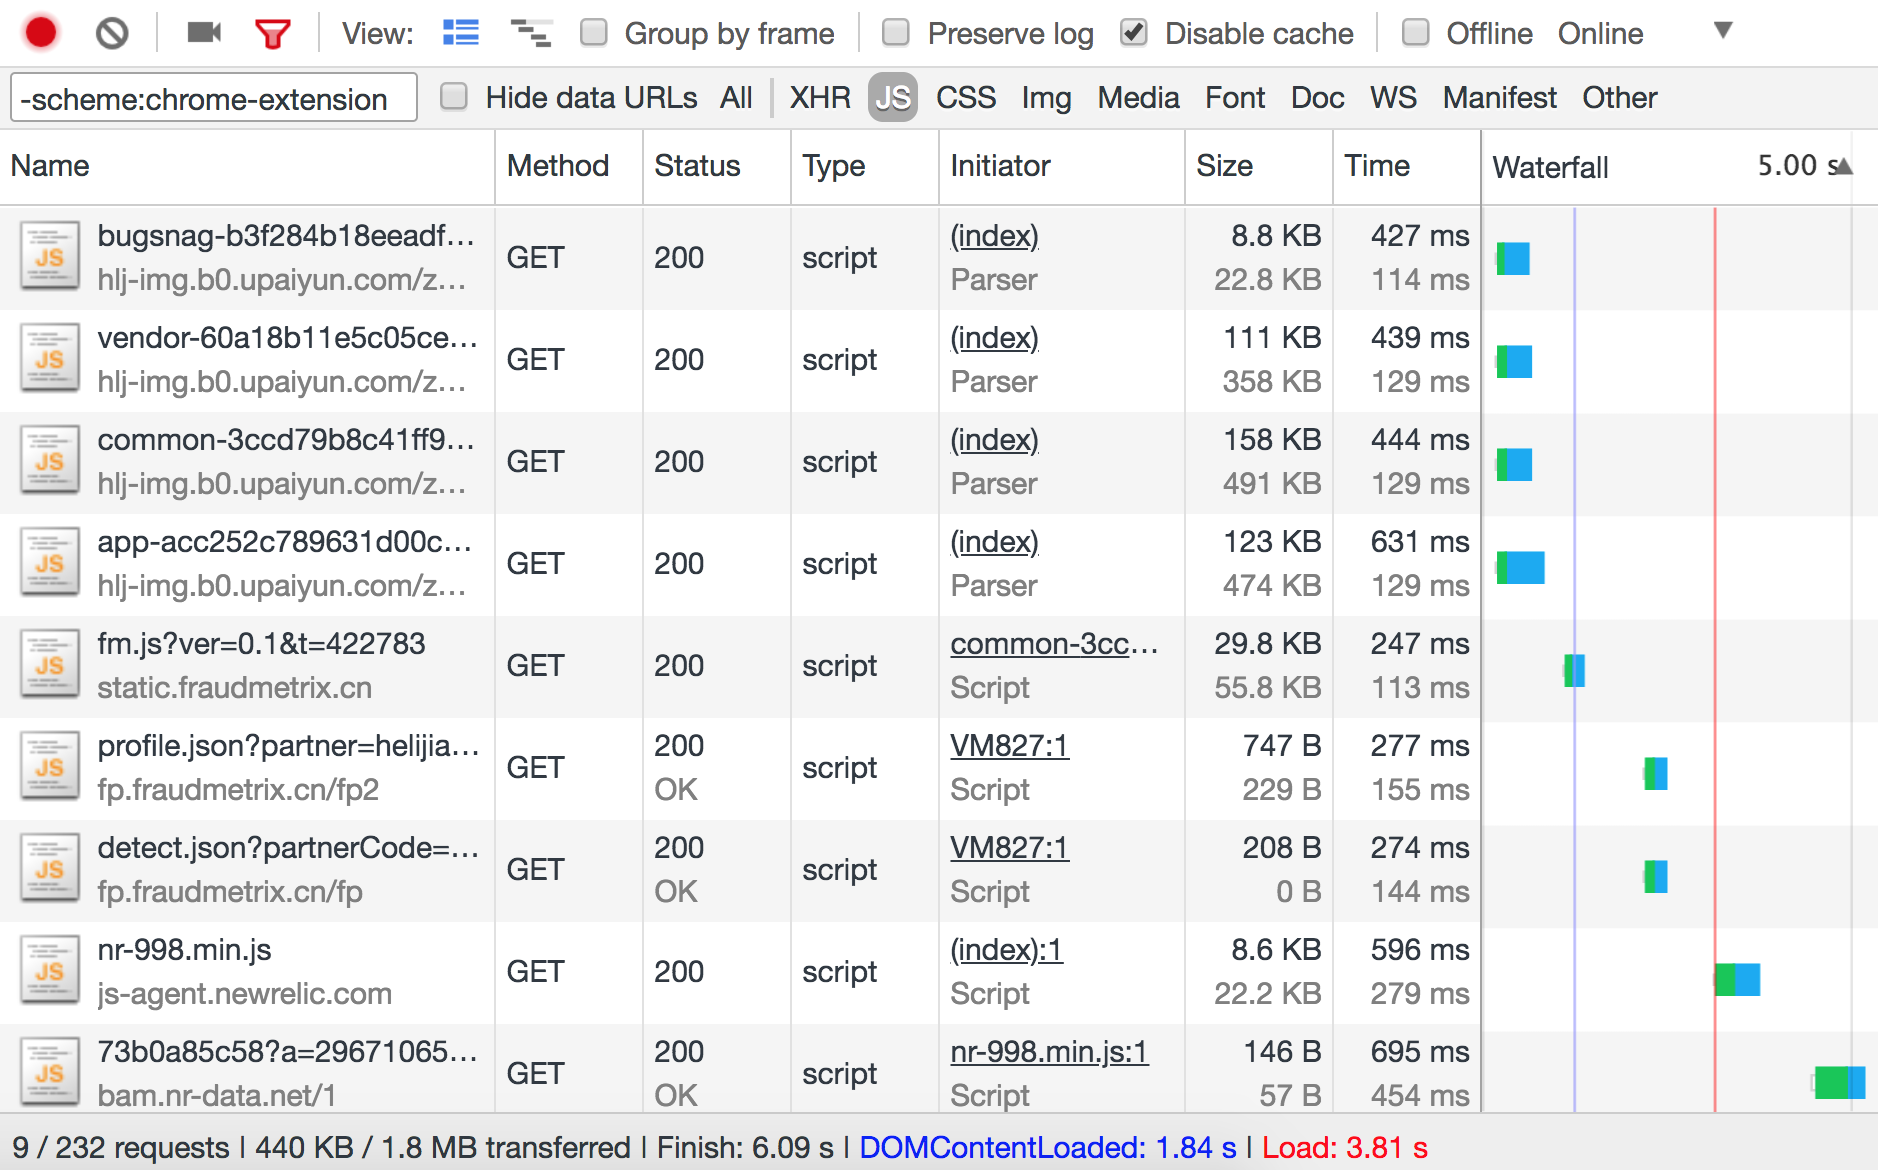 View: Group by frame Preserve log Disable cache Offline Online
-scheme:chrome-extension Hide data URLs All XHR JS CSS Img Media Font Doc WS Manifest Other
Name Method Status Type Initiator Size Time Waterfall 5.00 s
bugsnag-b3f284b18eeadf… (index) 8.8 KB 427 ms
JS GET 200 script
hlj-img.b0.upaiyun.com/z… Parser 22.8 KB 114 ms
vendor-60a18b11e5c05ce… (index) 111 KB 439 ms
JS GET 200 script
hlj-img.b0.upaiyun.com/z… Parser 358 KB 129 ms
common-3ccd79b8c41ff9… (index) 158 KB 444 ms
JS GET 200 script
hlj-img.b0.upaiyun.com/z… Parser 491 KB 129 ms
app-acc252c789631d00c… (index) 123 KB 631 ms
JS GET 200 script
hlj-img.b0.upaiyun.com/z… Parser 474 KB 129 ms
fm.js?ver=0.1&t=422783 common-3cc… 29.8 KB 247 ms
JS GET 200 script
static.fraudmetrix.cn Script 55.8 KB 113 ms
profile.json?partner=helijia… 200 VM827:1 747 B 277 ms
JS GET script
fp.fraudmetrix.cn/fp2 OK Script 229 B 155 ms
detect.json?partnerCode=… 200 VM827:1 208 B 274 ms
JS GET script
fp.fraudmetrix.cn/fp OK Script 0 B 144 ms
nr-998.min.js (index):1 8.6 KB 596 ms
JS GET 200 script
js-agent.newrelic.com Script 22.2 KB 279 ms
73b0a85c58?a=29671065… 200 nr-998.min.js:1 146 B 695 ms
JS GET script
bam.nr-data.net/1 OK Script 57 B 454 ms
9 / 232 requests | 440 KB / 1.8 MB transferred | Finish: 6.09 s | DOMContentLoaded: 1.84 s | Load: 3.81 s